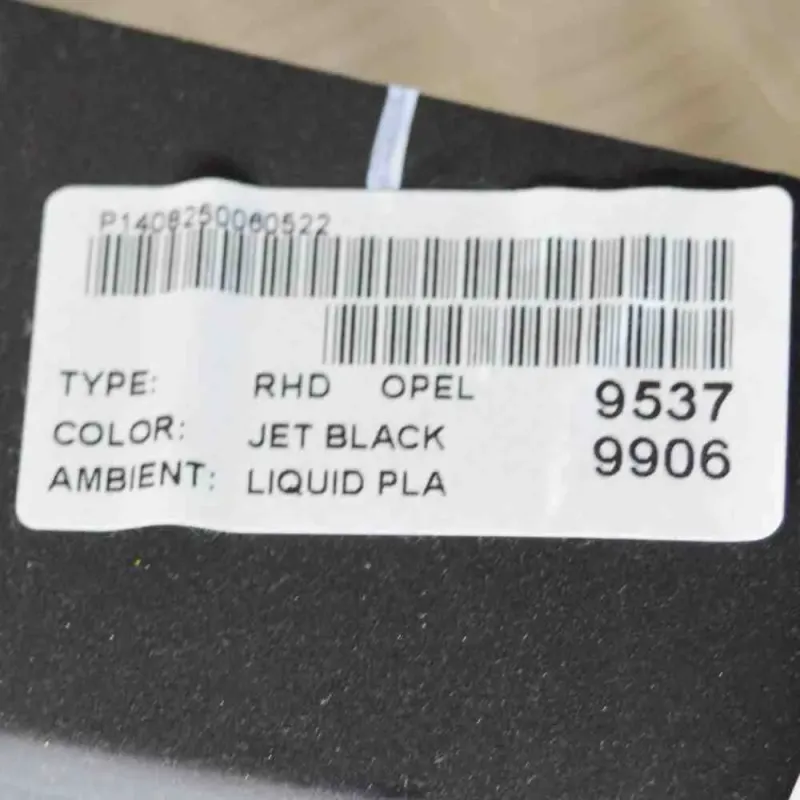 P1408250060522
TYPE: RHD OPEL 9537
COLOR: JET BLACK 9906
AMBIENT: LIQUID PLA